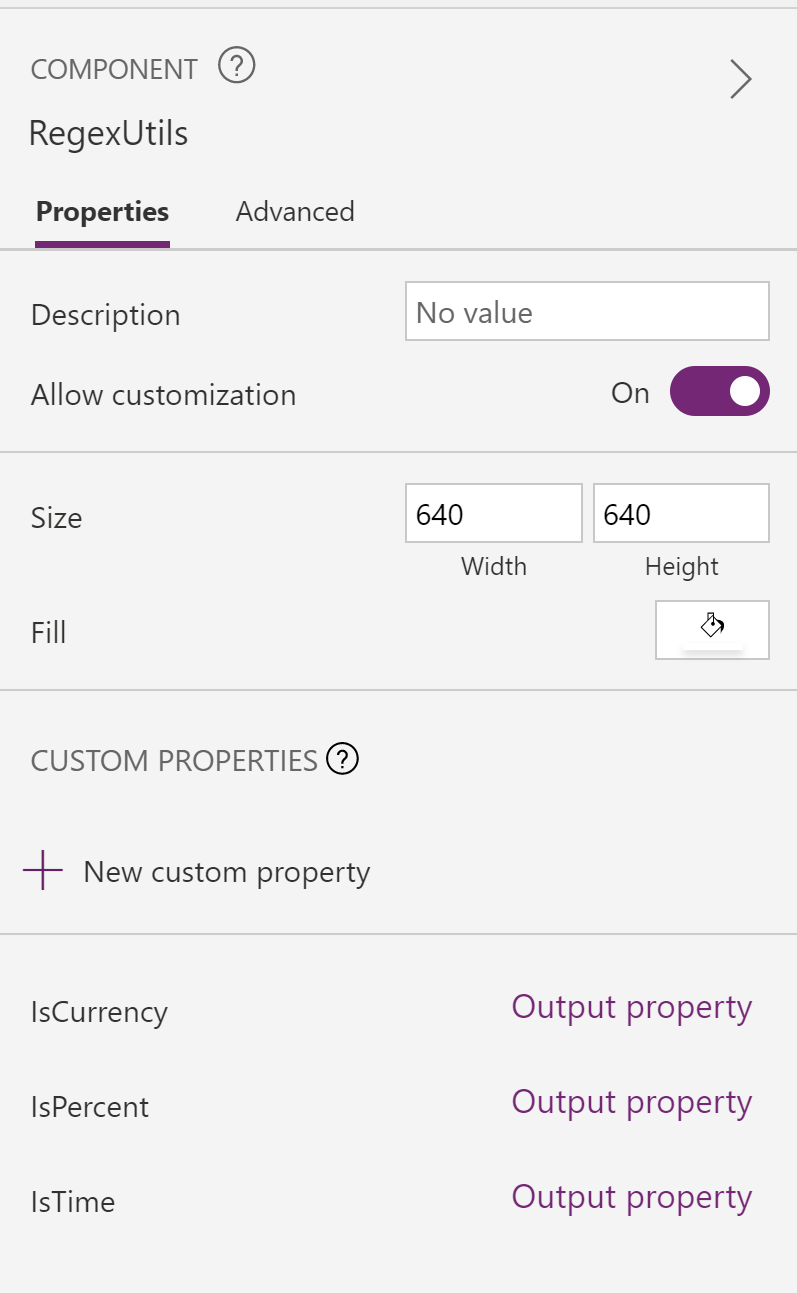 COMPONENT ?
RegexUtils
Properties Advanced
Description No value
Allow customization On
Size 640 640
Width Height
Fill
CUSTOM PROPERTIES ?
New custom property
IsCurrency Output property
IsPercent Output property
IsTime Output property